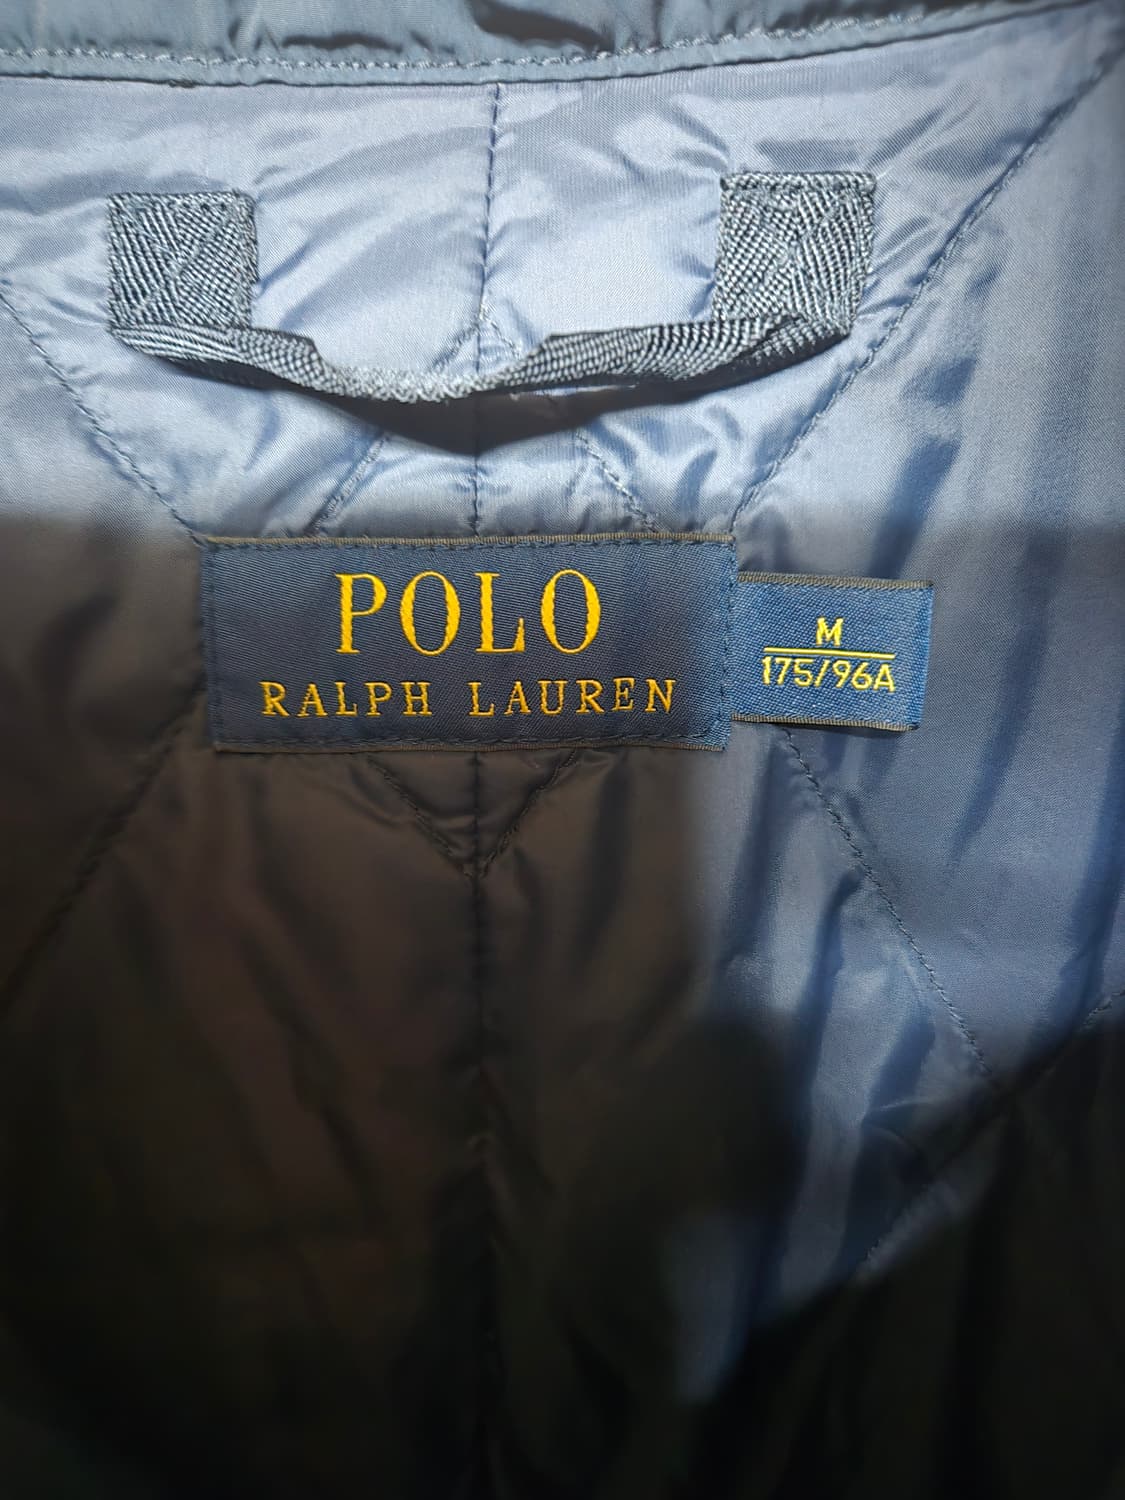 POLO
RALPH LAUREN
M
175/96A